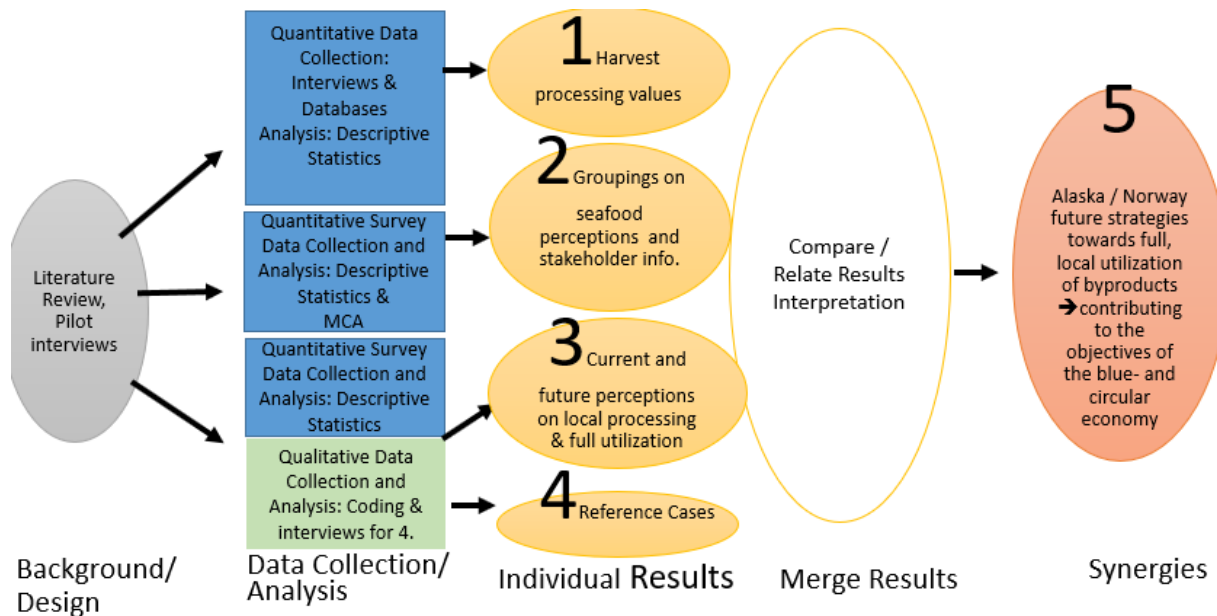 Literature
Review,
Pilot
interviews
Background/
Design
Quantitative Data
Collection:
Interviews &
Databases
Analysis: Descriptive
Statistics
Quantitative Survey
Data Collection and
Analysis: Descriptive
Statistics &
MCA
Quantitative Survey
Data Collection and
Analysis: Descriptive
Statistics
Qualitative Data
Collection and
Analysis: Coding &
interviews for 4.
Data Collection/
Analysis
1 Harvest
processing values
2 Groupings on
seafood
perceptions and
stakeholder info.
3 Current and
future perceptions
on local processing
& full utilization
4 Reference Cases
Individual Results
Compare /
Relate Results
Interpretation
Merge Results
5
Alaska / Norway
future strategies
towards full,
local utilization
of byproducts
➔contributing
to the
objectives of
the blue- and
circular
economy
Synergies